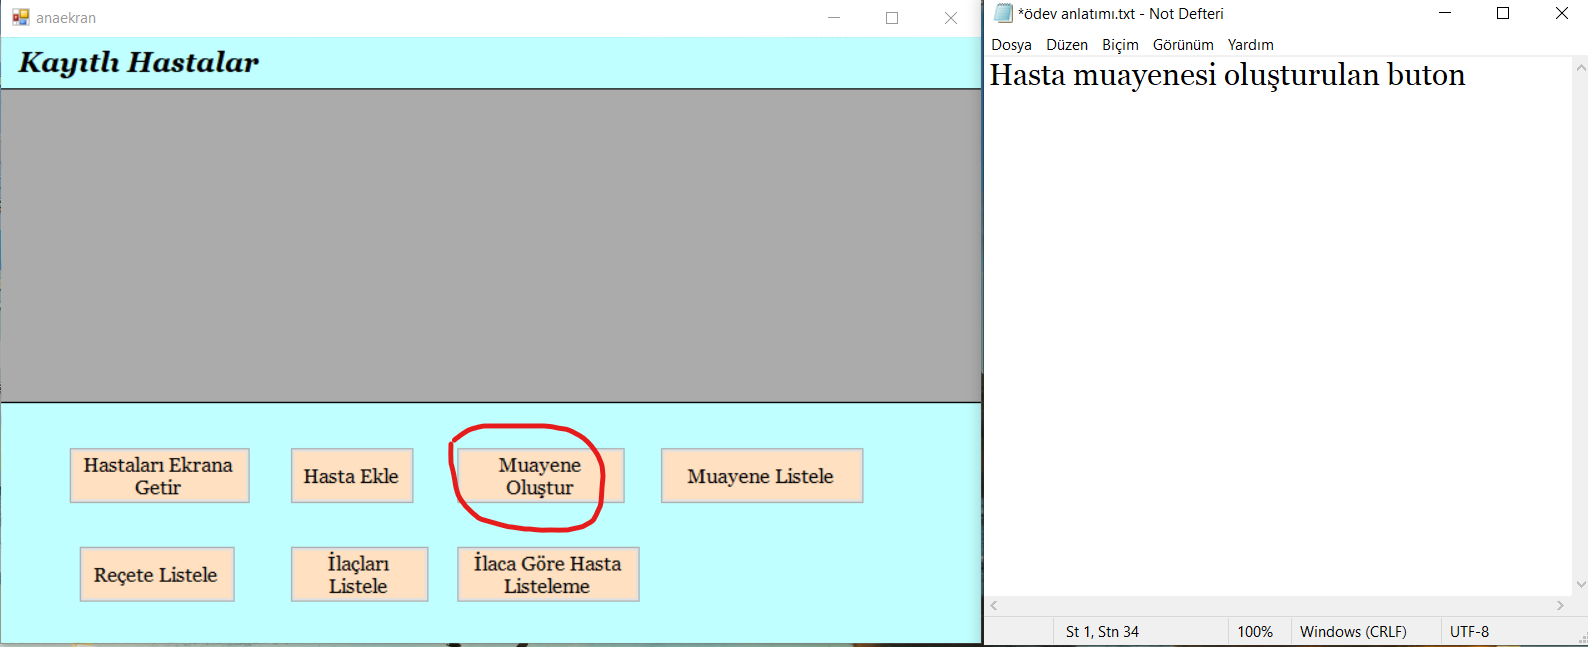 anaekran
Kayıtlı Hastalar
Hastaları Ekrana
Getir
Hasta Ekle
Muayene
Oluştur
Muayene Listele
Reçete Listele
İlaçları
Listele
İlaca Göre Hasta
Listeleme
*ödev anlatımı.txt - Not Defteri
Dosya Düzen Biçim Görünüm Yardım
Hasta muayenesi oluşturulan buton
St 1, Stn 34 100% Windows (CRLF) UTF-8